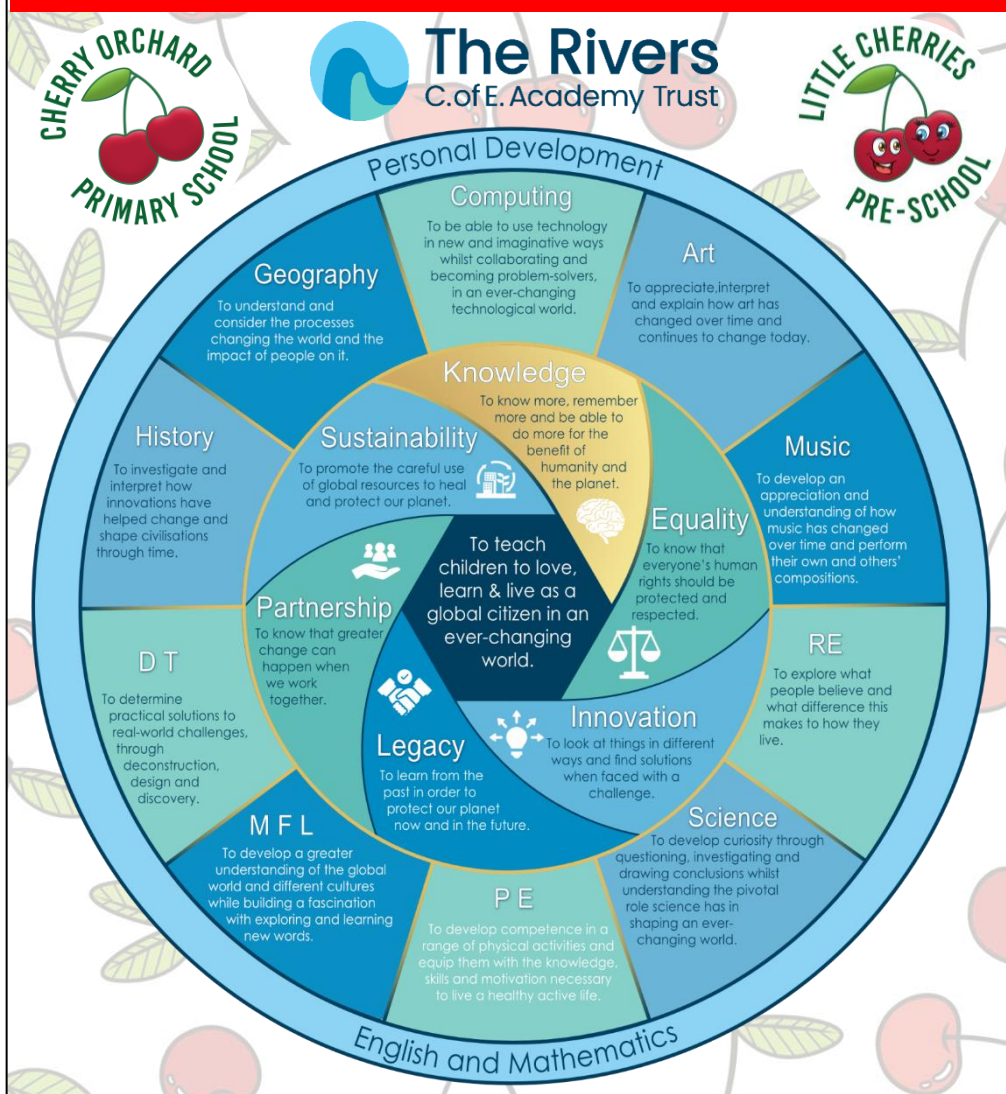 CHERRY ORCHARD
PRIMARY SCHOOL
The Rivers
C.of E. Academy Trust
LITTLE CHERRIES
PRE-SCHOOL
Personal Development
Computing
To be able to use technology
in new and imaginative ways
whilst collaborating and
becoming problem-solvers,
in an ever-changing
technological world.
Art
To appreciate,interpret
and explain how art has
changed over time and
continues to change today.
Music
To develop an
appreciation and
understanding of how
music has changed
over time and perform
their own and others'
compositions.
RE
To explore what
people believe and
what difference this
makes to how they
live.
Science
To develop curiosity through
questioning, investigating and
drawing conclusions whilst
understanding the pivotal
role science has in
shaping an ever-
changing world.
P E
To develop competence in a
range of physical activities and
equip them with the knowledge,
skills and motivation necessary
to live a healthy active life.
M F L
To develop a greater
understanding of the global
world and different cultures
while building a fascination
with exploring and learning
new words.
D T
To determine
practical solutions to
real-world challenges,
through
deconstruction,
design and
discovery.
History
To investigate and
interpret how
innovations have
helped change and
shape civilisations
through time.
Geography
To understand and
consider the processes
changing the world and the
impact of people on it.
Knowledge
To know more, remember
more and be able to
do more for the
benefit of
humanity and
the planet.
Equality
To know that
everyone's human
rights should be
protected and
respected.
Innovation
To look at things in different
ways and find solutions
when faced with a
challenge.
Legacy
To learn from the
past in order to
protect our planet
now and in the future.
Partnership
To know that greater
change can
happen when
we work
together.
Sustainability
To promote the careful use
of global resources to heal
and protect our planet.
To teach
children to love,
learn & live as a
global citizen in an
ever-changing
world.
English and Mathematics